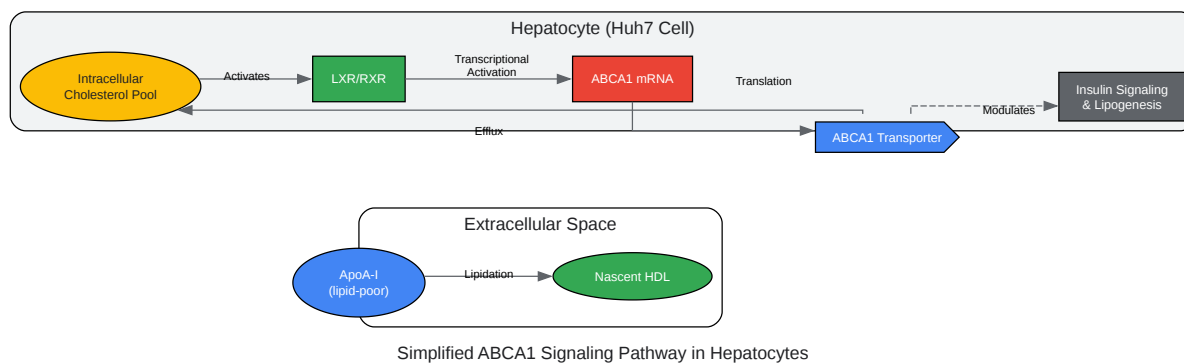 Hepatocyte (Huh7 Cell)
Intracellular
Cholesterol Pool
Activates
LXR/RXR
Transcriptional
Activation
ABCA1 mRNA
Translation
Insulin Signaling
& Lipogenesis
Modulates
Efflux
ABCA1 Transporter
Extracellular Space
ApoA-I
(lipid-poor)
Lipidation
Nascent HDL
Simplified ABCA1 Signaling Pathway in Hepatocytes